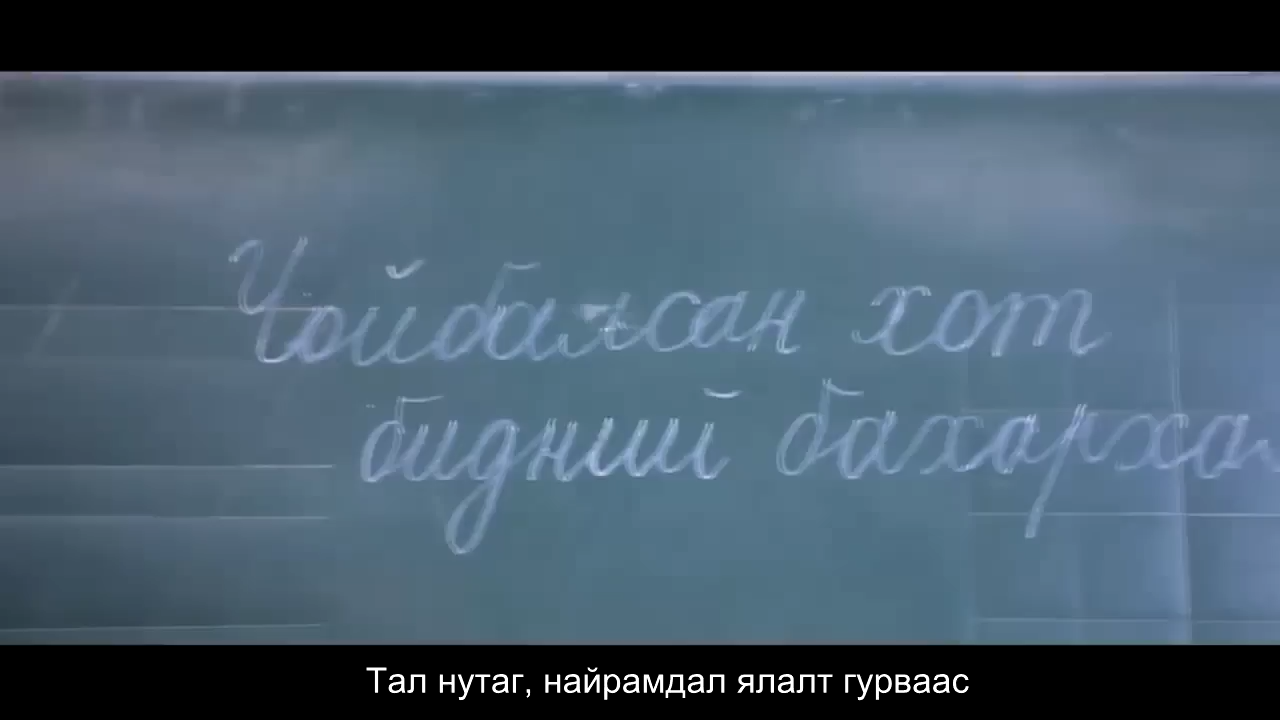 Чойбалсан хот
бидний бахарха
Тал нутаг, найрамдал ялалт гурваас